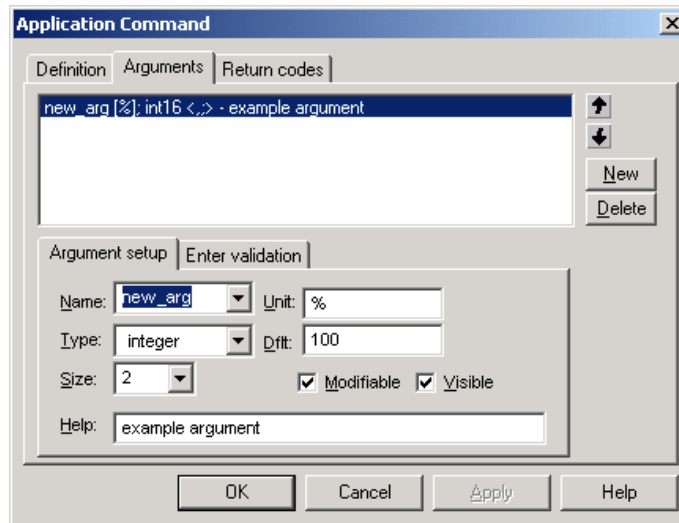 Application Command
Definition Arguments Return codes
new_arg [%]; int16 <,;> - example argument
New
Delete
Argument setup Enter validation
Name: new_arg Unit: %
Type: integer Dflt: 100
Size: 2 Modifiable Visible
Help: example argument
OK Cancel Apply Help